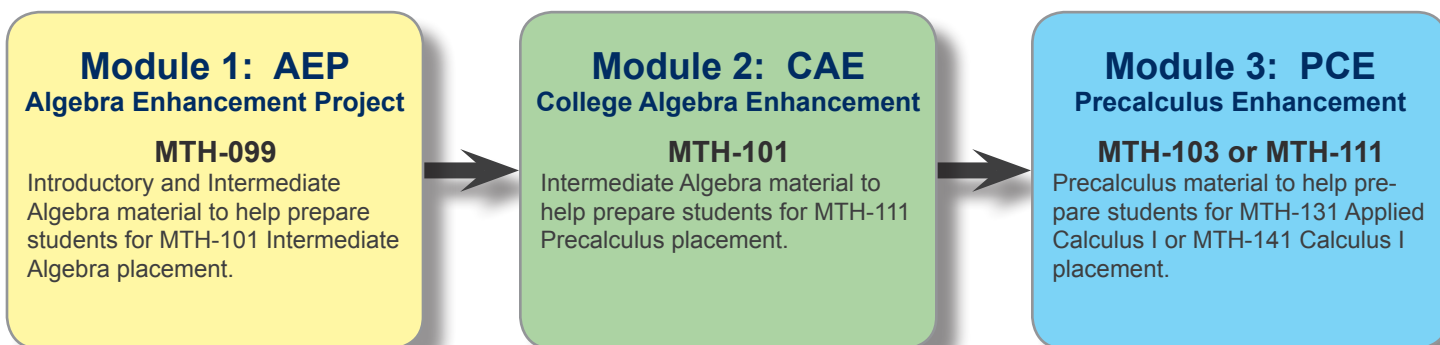 Module 1: AEP
Algebra Enhancement Project
MTH-099
Introductory and Intermediate
Algebra material to help prepare
students for MTH-101 Intermediate
Algebra placement.
Module 2: CAE
College Algebra Enhancement
MTH-101
Intermediate Algebra material to
help prepare students for MTH-111
Precalculus placement.
Module 3: PCE
Precalculus Enhancement
MTH-103 or MTH-111
Precalculus material to help pre-
pare students for MTH-131 Applied
Calculus I or MTH-141 Calculus I
placement.